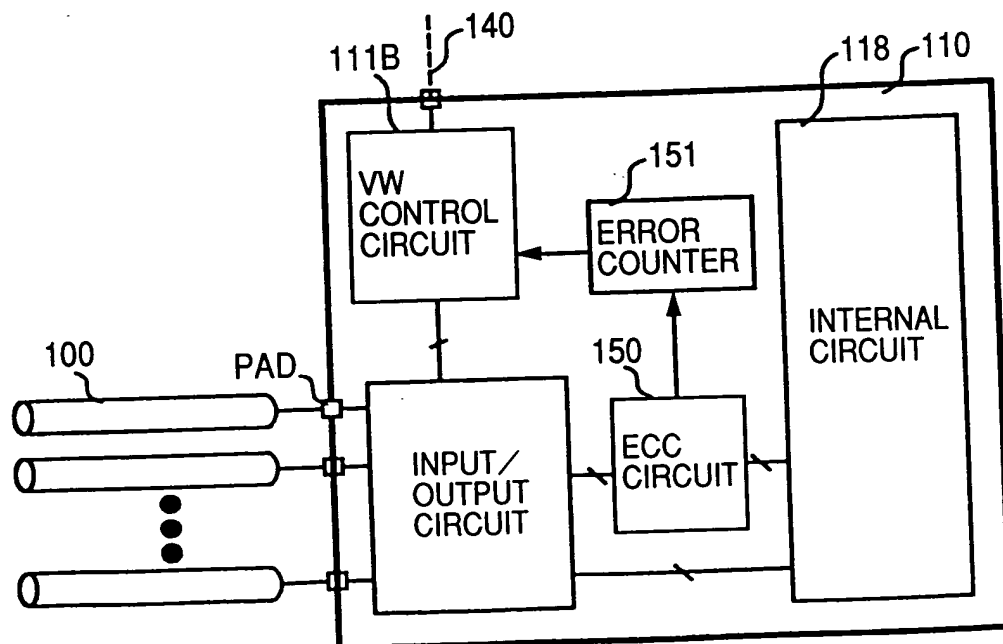 140
111B
118
110
VW
CONTROL
CIRCUIT
151
ERROR
COUNTER
INTERNAL
CIRCUIT
100
PAD
150
INPUT/
OUTPUT
CIRCUIT
ECC
CIRCUIT